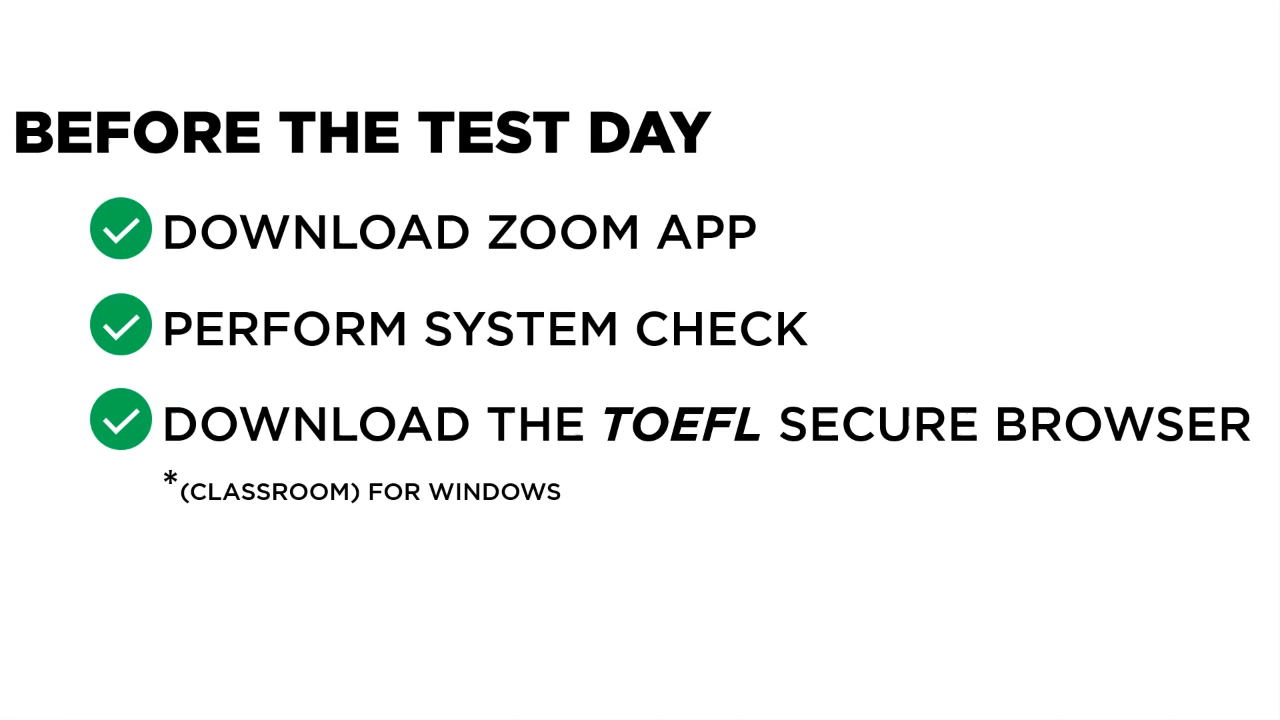 BEFORE THE TEST DAY
DOWNLOAD ZOOM APP
PERFORM SYSTEM CHECK
DOWNLOAD THE TOEFL SECURE BROWSER
*(CLASSROOM) FOR WINDOWS